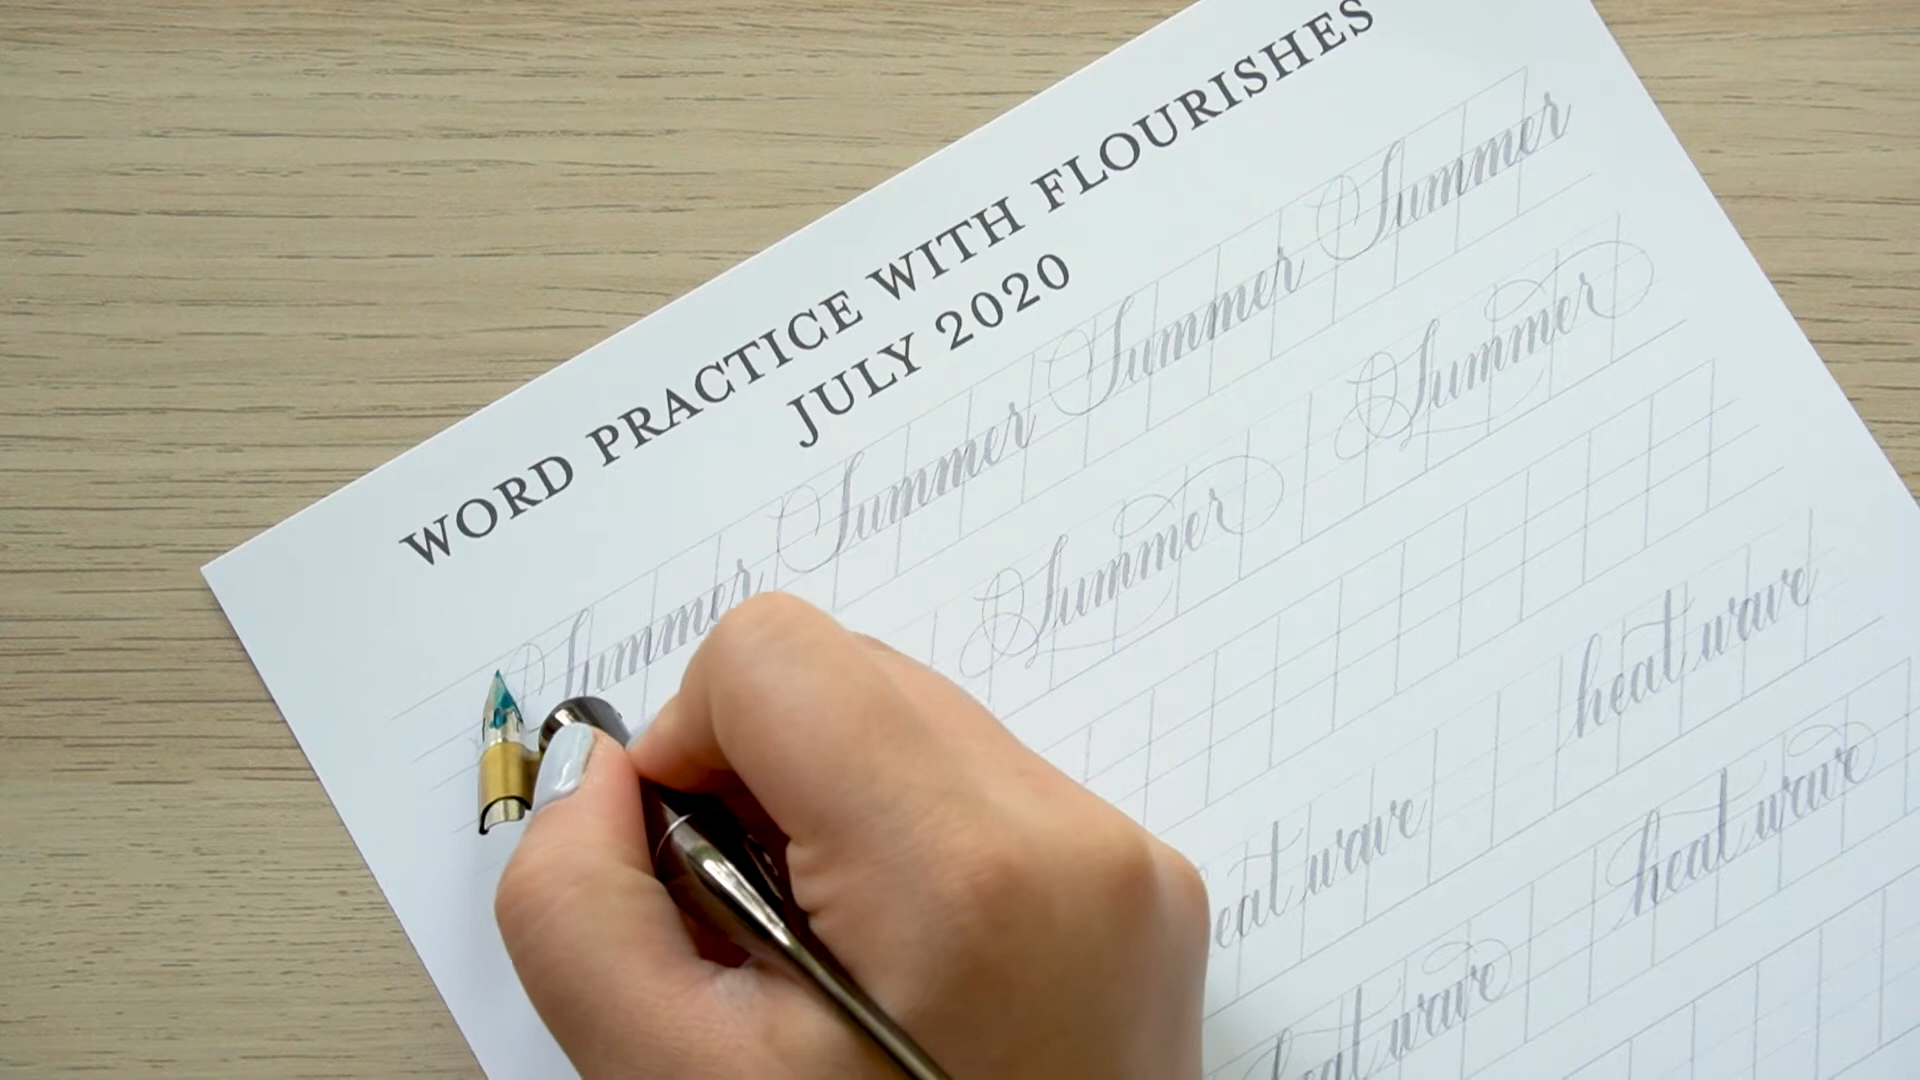 WORD PRACTICE WITH FLOURISHES
JULY 2020
Summer Summer Summer Summer
Summer Summer
heat wave heat wave
heat wave heat wave